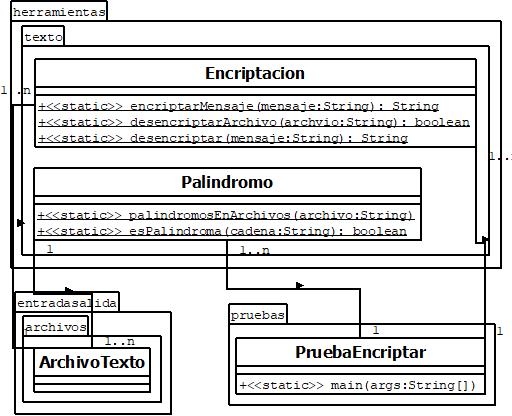 herramientas
texto
Encriptacion
1..n
+<<static>> encriptarMensaje(mensaje:String): String
+<<static>> desencriptarArchivo(archvio:String): boolean
+<<static>> desencriptar(mensaje:String): String
1..n
Palindromo
+<<static>> palindromosEnArchivos(archivo:String)
+<<static>> esPalindroma(cadena:String): boolean
1
1..n
entradasalida
pruebas
archivos
1..n
1
1
ArchivoTexto
PruebaEncriptar
+<<static>> main(args:String[])